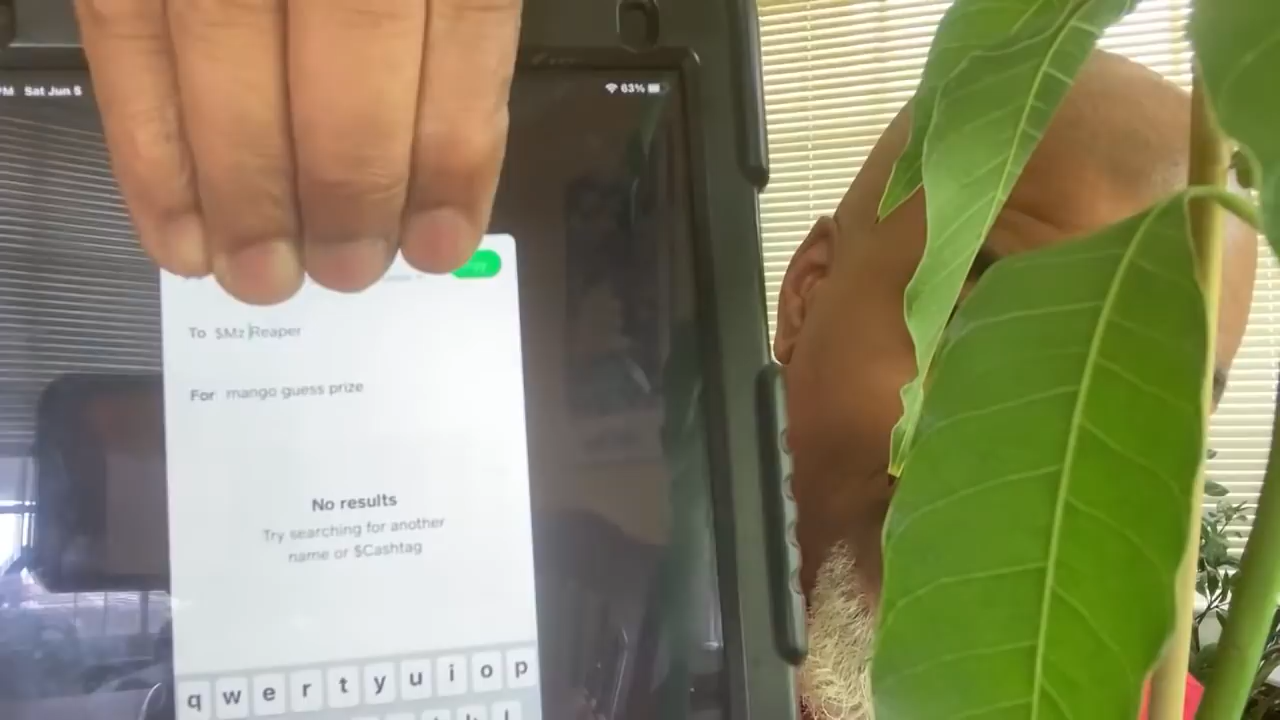 PM Sat Jun 5
63%
To $Mz Reaper
For mango guess prize
No results
Try searching for another
name or $Cashtag
q w e r t y u i o p